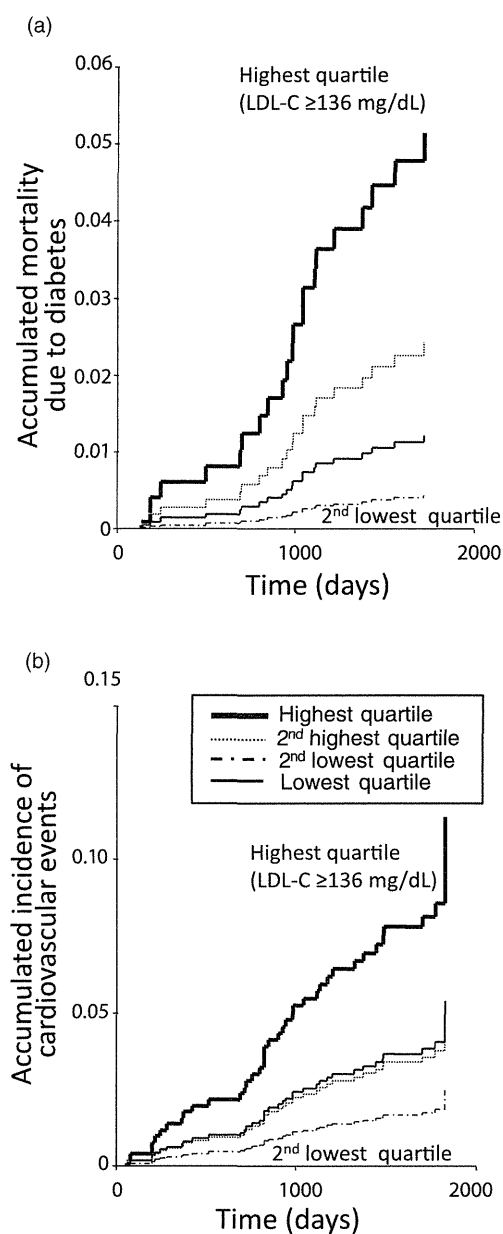 (a)
0.06
0.05
0.04
0.03
0.02
0.01
0
Accumulated mortality
due to diabetes
Highest quartile
(LDL-C ≥136 mg/dL)
2nd lowest quartile
0
1000
2000
Time (days)
(b)
0.15
0.10
0.05
0
Accumulated incidence of
cardiovascular events
Highest quartile
2nd highest quartile
2nd lowest quartile
Lowest quartile
Highest quartile
(LDL-C ≥136 mg/dL)
2nd lowest quartile
0
1000
2000
Time (days)